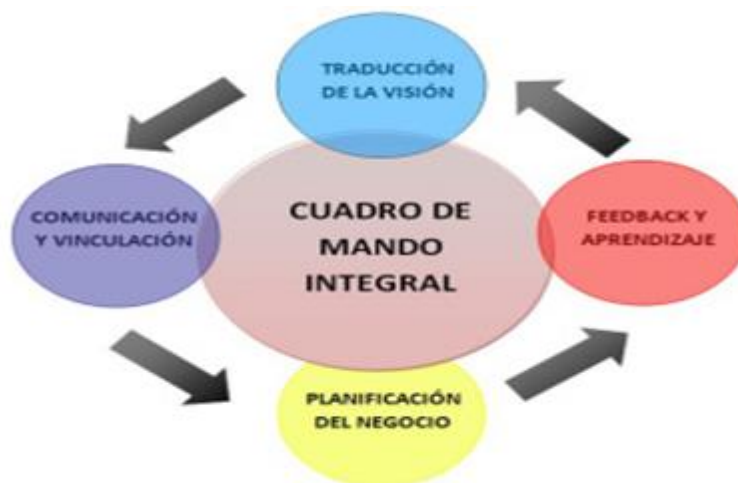 TRADUCCIÓN
DE LA VISIÓN
COMUNICACIÓN
Y VINCULACIÓN
CUADRO DE
MANDO
INTEGRAL
FEEDBACK Y
APRENDIZAJE
PLANIFICACIÓN
DEL NEGOCIO